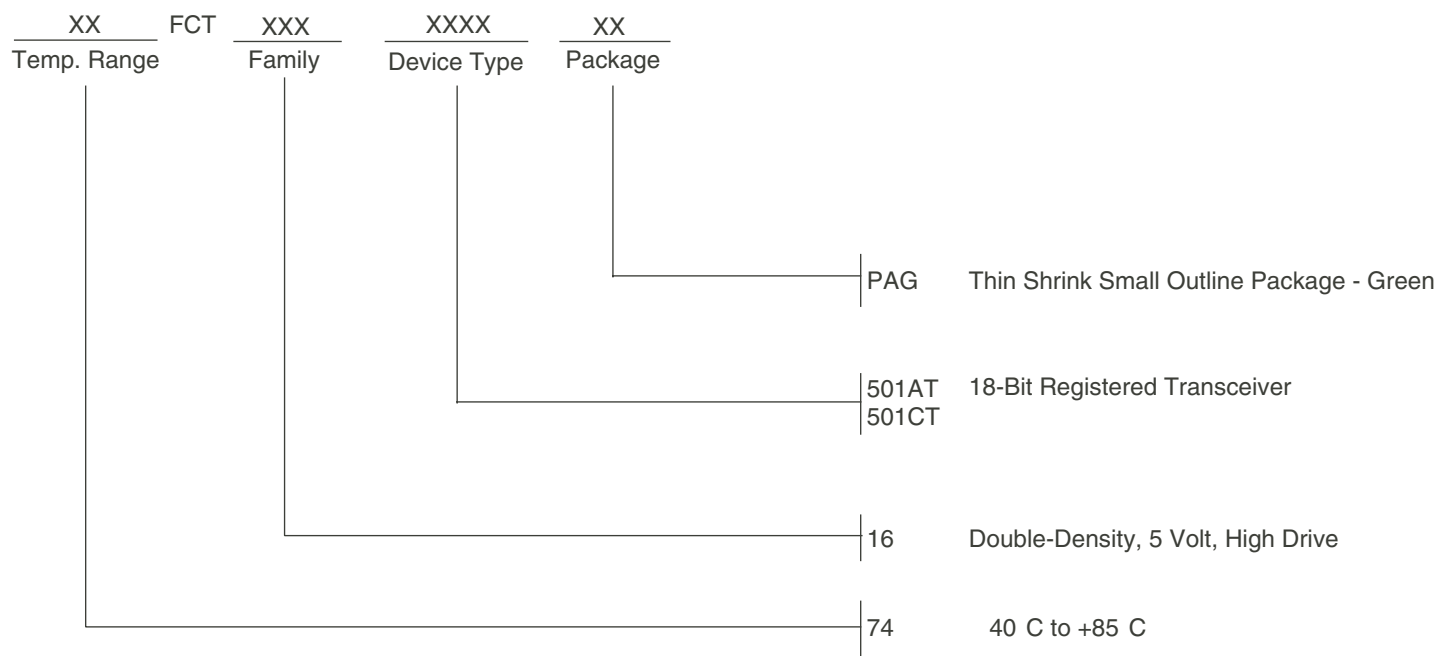 XX FCT XXX XXXX XX
Temp. Range Family Device Type Package
PAG Thin Shrink Small Outline Package - Green
501AT 18-Bit Registered Transceiver
501CT
16 Double-Density, 5 Volt, High Drive
74 40 C to +85 C